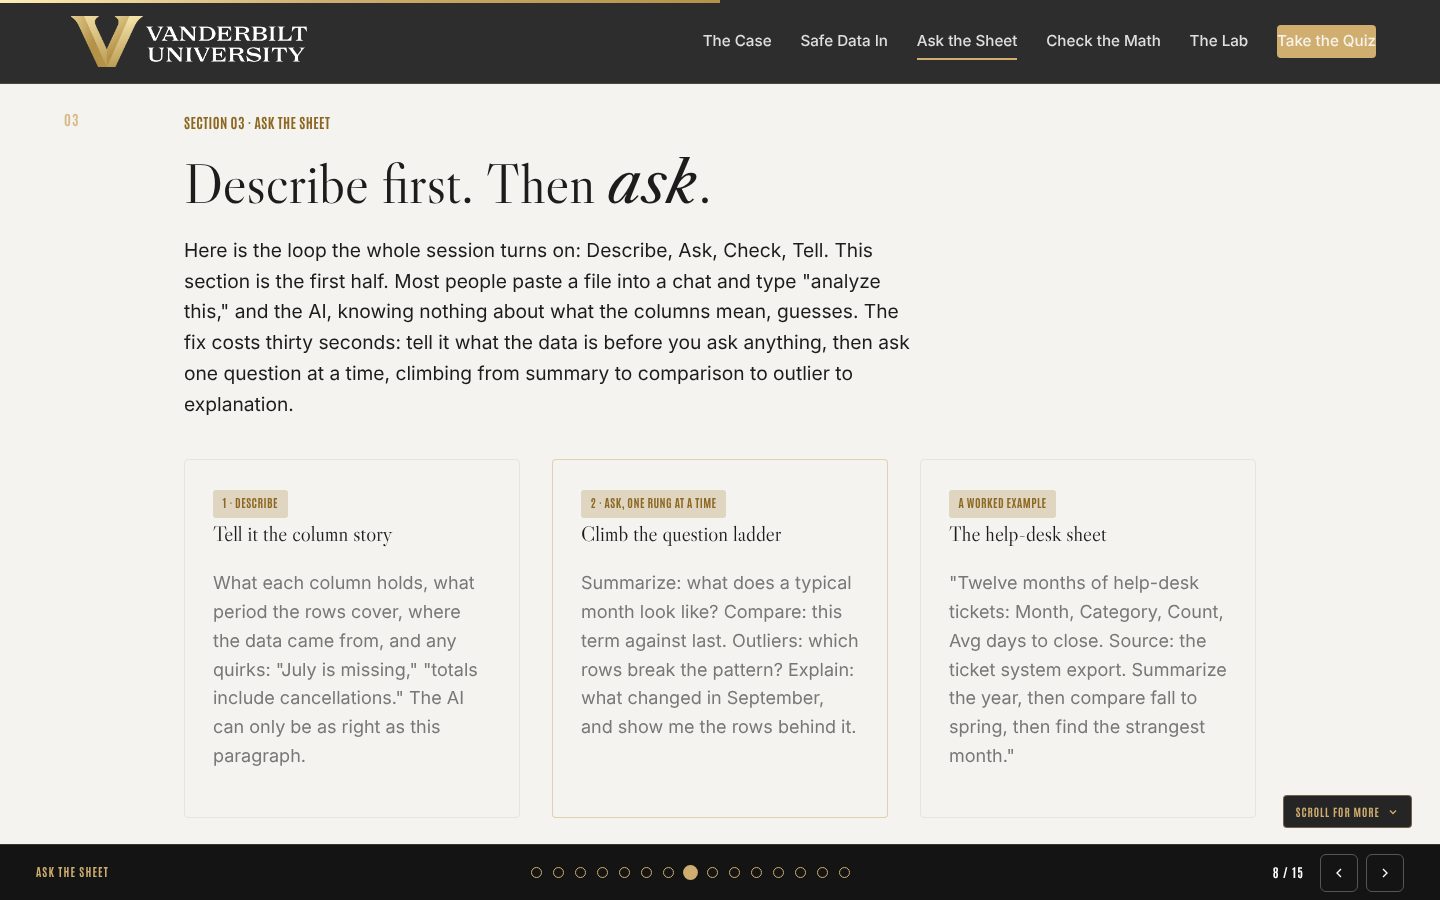 VANDERBILT
UNIVERSITY
The Case
Safe Data In
Ask the Sheet
Check the Math
The Lab
Take the Quiz
03
SECTION 03 · ASK THE SHEET
Describe first. Then ask.
Here is the loop the whole session turns on: Describe, Ask, Check, Tell. This
section is the first half. Most people paste a file into a chat and type "analyze
this," and the AI, knowing nothing about what the columns mean, guesses. The
fix costs thirty seconds: tell it what the data is before you ask anything, then ask
one question at a time, climbing from summary to comparison to outlier to
explanation.
1 · DESCRIBE
Tell it the column story
What each column holds, what
period the rows cover, where
the data came from, and any
quirks: "July is missing," "totals
include cancellations." The AI
can only be as right as this
paragraph.
2 · ASK, ONE RUNG AT A TIME
Climb the question ladder
Summarize: what does a typical
month look like? Compare: this
term against last. Outliers: which
rows break the pattern? Explain:
what changed in September,
and show me the rows behind it.
A WORKED EXAMPLE
The help-desk sheet
"Twelve months of help-desk
tickets: Month, Category, Count,
Avg days to close. Source: the
ticket system export. Summarize
the year, then compare fall to
spring, then find the strangest
month."
SCROLL FOR MORE
ASK THE SHEET
8 / 15